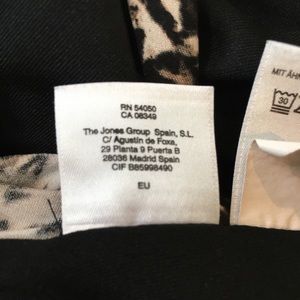 RN 54050
CA 08349
The Jones Group Spain, S.L.
C/ Agustin de Foxa,
29 Planta 9 Puerta B
28036 Madrid Spain
CIF B85998490
EU
MIT ÄHN
30